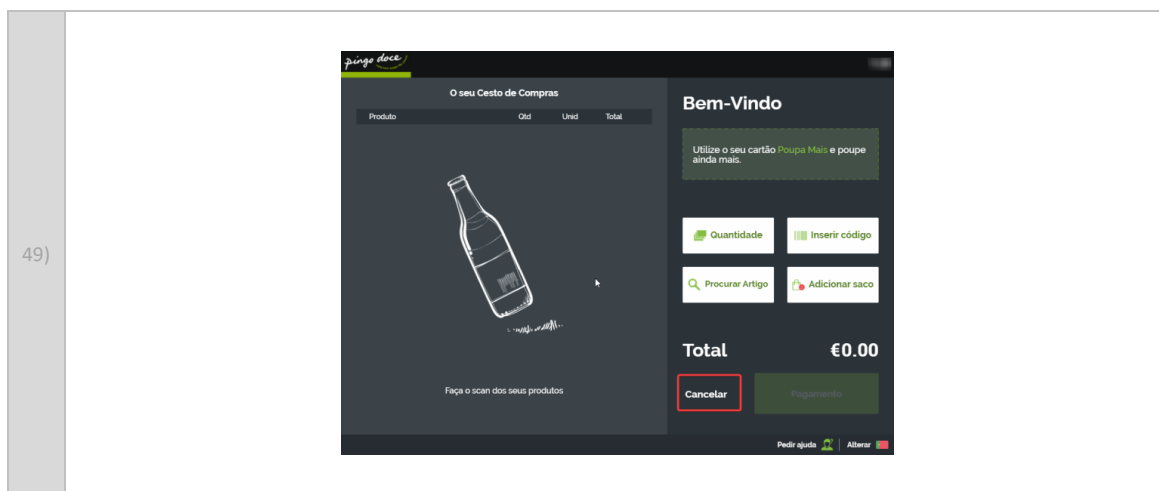 49)
pingo doce
O seu Cesto de Compras
Produto Qtd Unid Total
Faça o scan dos seus produtos
Bem-Vindo
Utilize o seu cartão Poupa Mais e poupe
ainda mais.
Quantidade Inserir código
Procurar Artigo Adicionar saco
Total €0.00
Cancelar Pagamento
Pedir ajuda Alterar